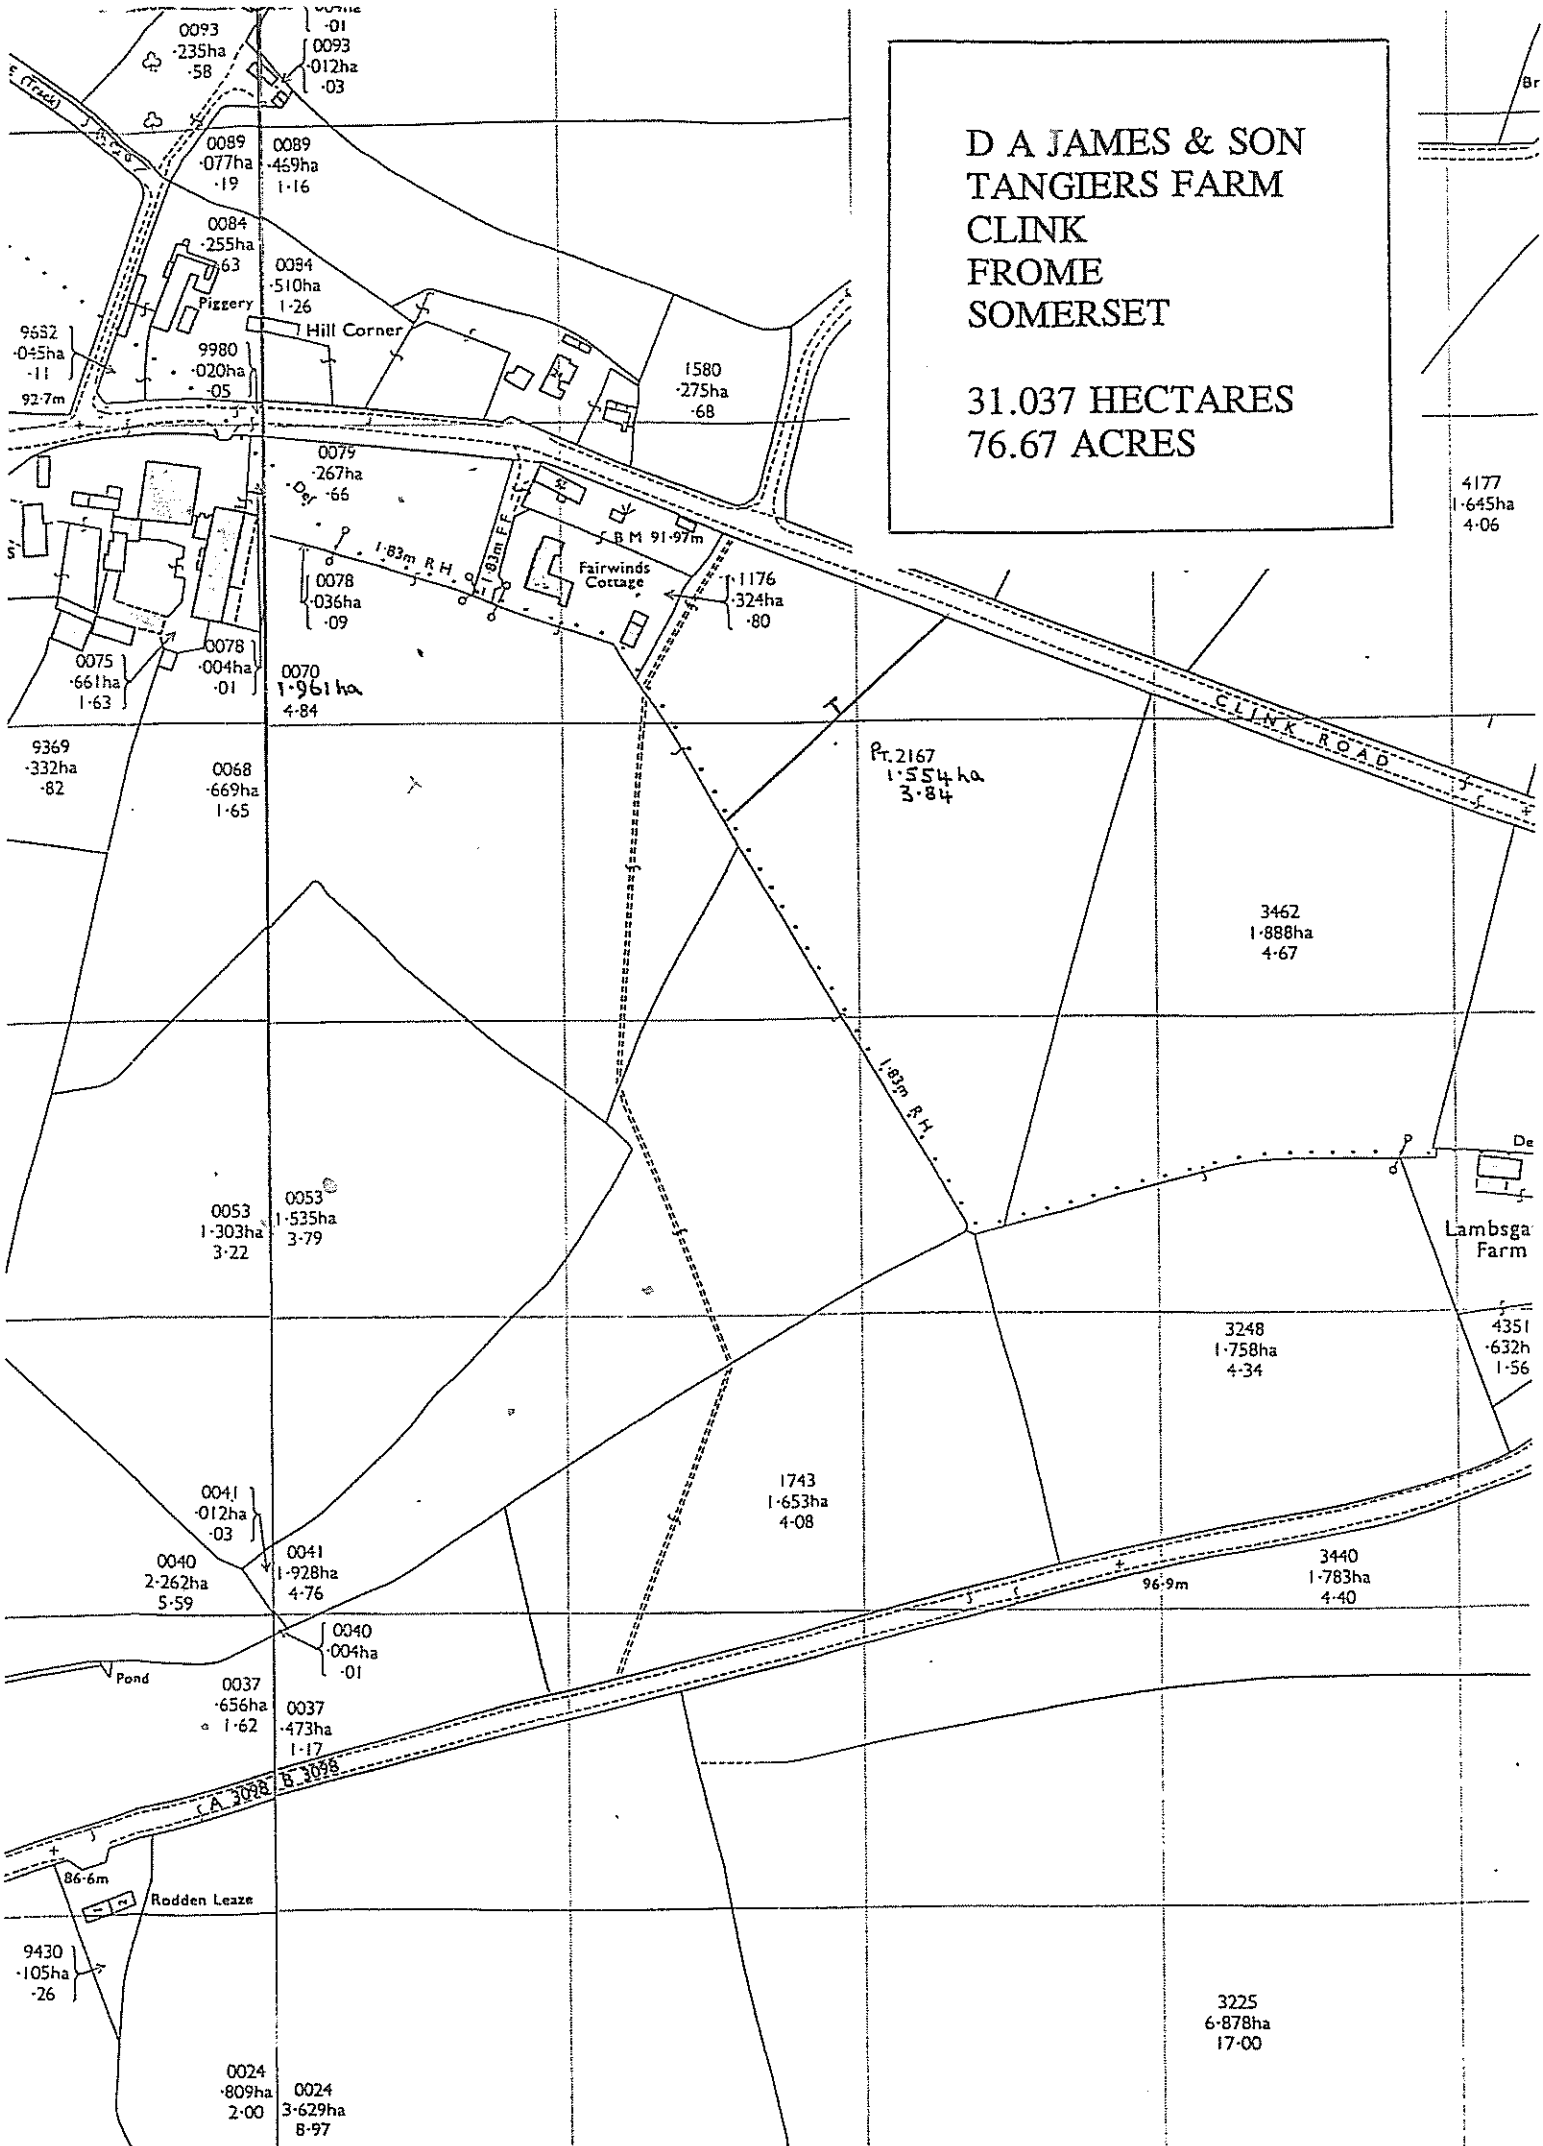 ·01
0093
·235ha
·58
0093
·012ha
·03
(Track)
D A JAMES & SON
TANGIERS FARM
CLINK
FROME
SOMERSET
31.037 HECTARES
76.67 ACRES
Br
0089
·077ha
·19
0089
·469ha
1·16
0084
·255ha
·63
0084
·510ha
1·26
Piggery
Hill Corner
9682
·045ha
·11
92·7m
9980
·020ha
·05
1580
·275ha
·68
4177
1·645ha
4·06
0079
·267ha
·66
1·83m R H
1·83m F F
B M 91·97m
Fairwinds
Cottage
1176
·324ha
·80
0078
·036ha
·09
0075
·661ha
1·63
0078
·004ha
·01
0070
1·961ha
4·84
CLINK ROAD
9369
·332ha
·82
0068
·669ha
1·65
Pt. 2167
1·554ha
3·84
T
3462
1·888ha
4·67
1·83m R H
P
De
Lambsga
Farm
0053
1·303ha
3·22
0053
1·535ha
3·79
3248
1·758ha
4·34
4351
·632h
1·56
1743
1·653ha
4·08
0041
·012ha
·03
0041
1·928ha
4·76
0040
2·262ha
5·59
3440
1·783ha
4·40
96·9m
0040
·004ha
·01
Pond
0037
·656ha
1·62
0037
·473ha
1·17
A 3098 B 3098
86·6m
1 2
Rodden Leaze
9430
·105ha
·26
3225
6·878ha
17·00
0024
·809ha
2·00
0024
3·629ha
8·97